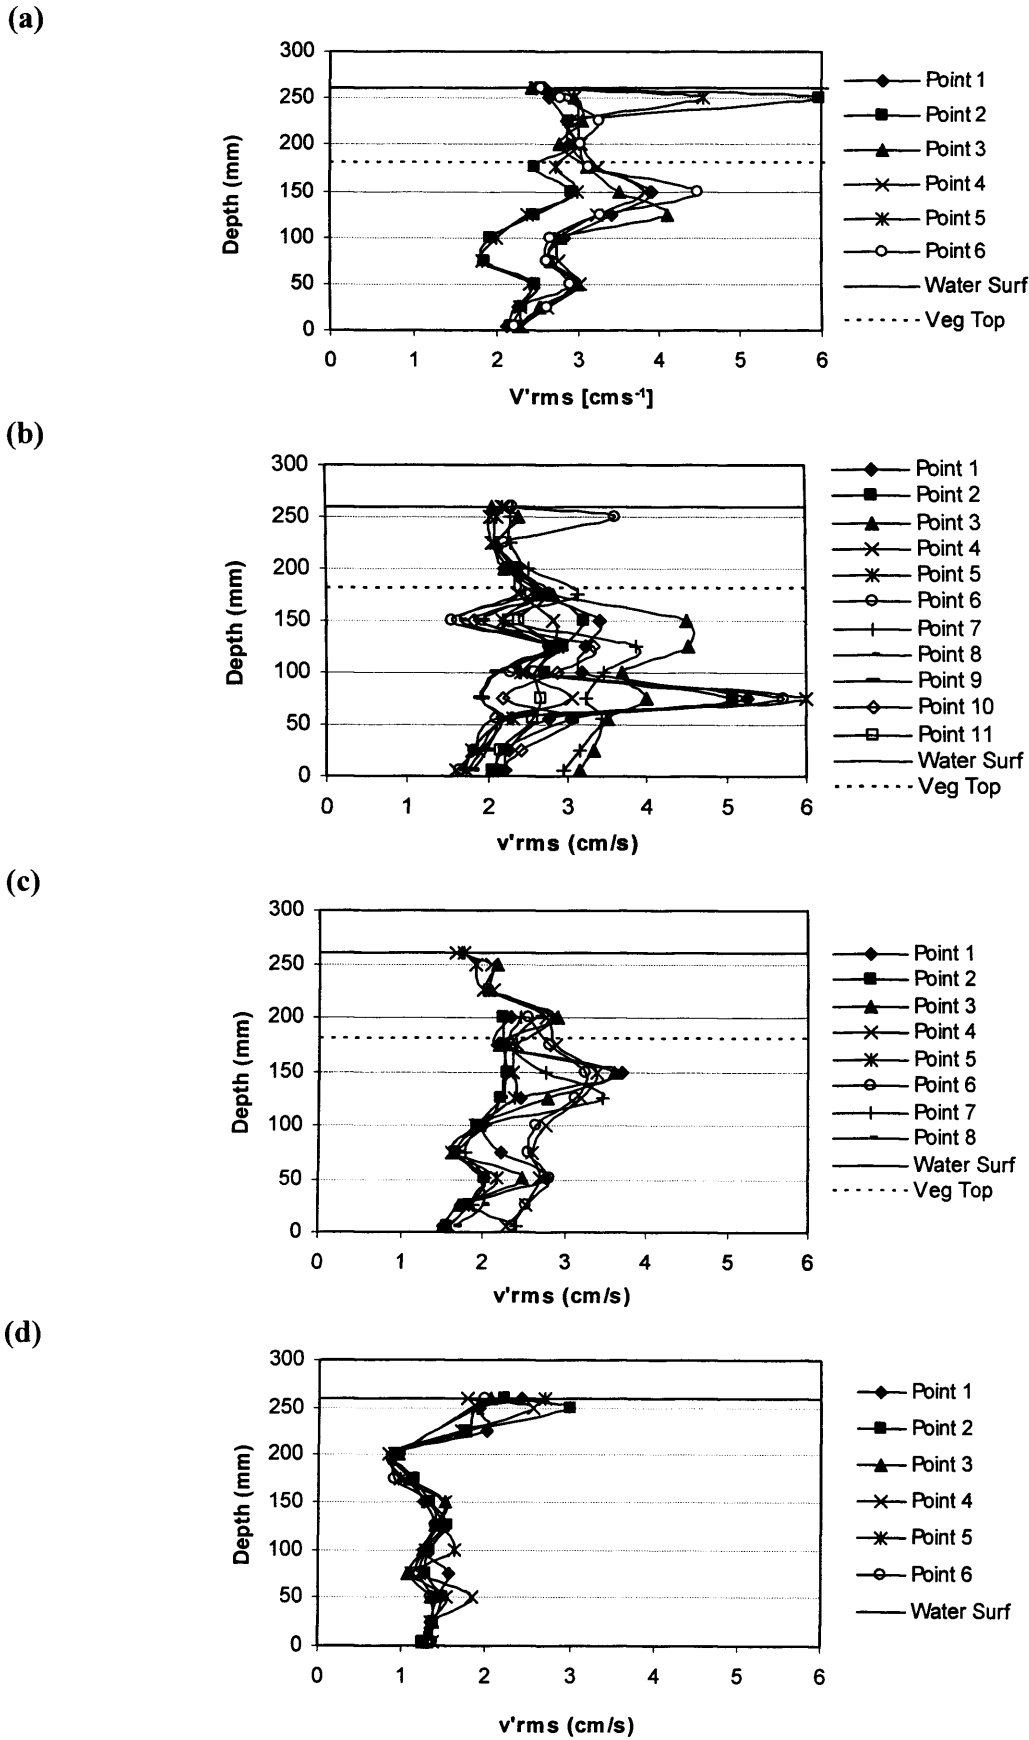 (a)
300
250
200
150
100
50
0
Depth (mm)
0 1 2 3 4 5 6
V'rms [cms⁻¹]
Point 1
Point 2
Point 3
Point 4
Point 5
Point 6
Water Surf
Veg Top
(b)
300
250
200
150
100
50
0
Depth (mm)
0 1 2 3 4 5 6
v'rms (cm/s)
Point 1
Point 2
Point 3
Point 4
Point 5
Point 6
Point 7
Point 8
Point 9
Point 10
Point 11
Water Surf
Veg Top
(c)
300
250
200
150
100
50
0
Depth (mm)
0 1 2 3 4 5 6
v'rms (cm/s)
Point 1
Point 2
Point 3
Point 4
Point 5
Point 6
Point 7
Point 8
Water Surf
Veg Top
(d)
300
250
200
150
100
50
0
Depth (mm)
0 1 2 3 4 5 6
v'rms (cm/s)
Point 1
Point 2
Point 3
Point 4
Point 5
Point 6
Water Surf